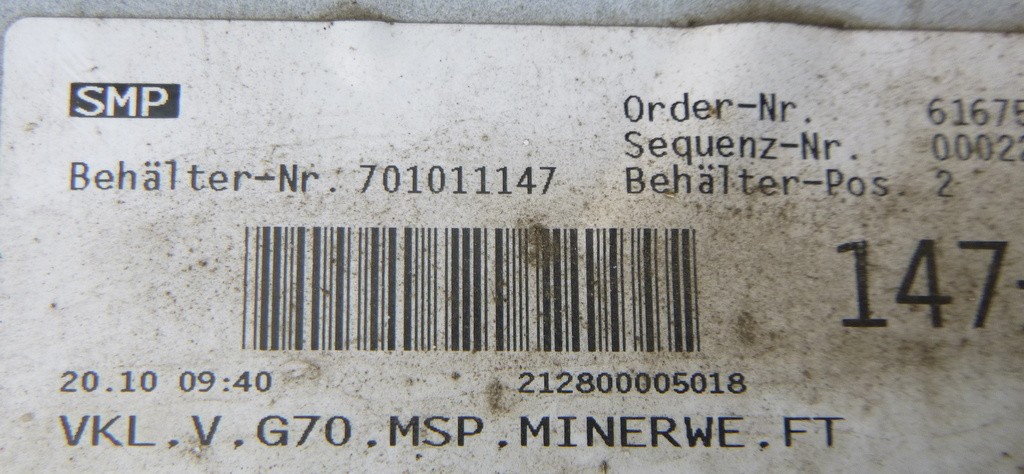 SMP
Order-Nr. 61675
Sequenz-Nr. 00022
Behälter-Nr. 701011147 Behälter-Pos. 2
147-
20.10 09:40 212800005018
VKL.V.G70.MSP.MINERWE.FT